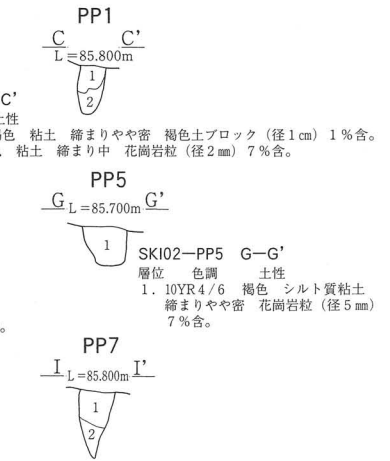 PP1
C C’
L=85.800m
1
2
C’
土性
褐色 粘土 締まりやや密 褐色土ブロック（径1㎝）1％含。
粘土 締まり中 花崗岩粒（径2㎜）7％含。
PP5
G L=85.700m G’
1
SKI02－PP5 G－G’
層位 色調 土性
1．10YR4/6 褐色 シルト質粘土
締まりやや密 花崗岩粒（径5㎜）
7％含。
。
PP7
I L=85.800m I’
1
2